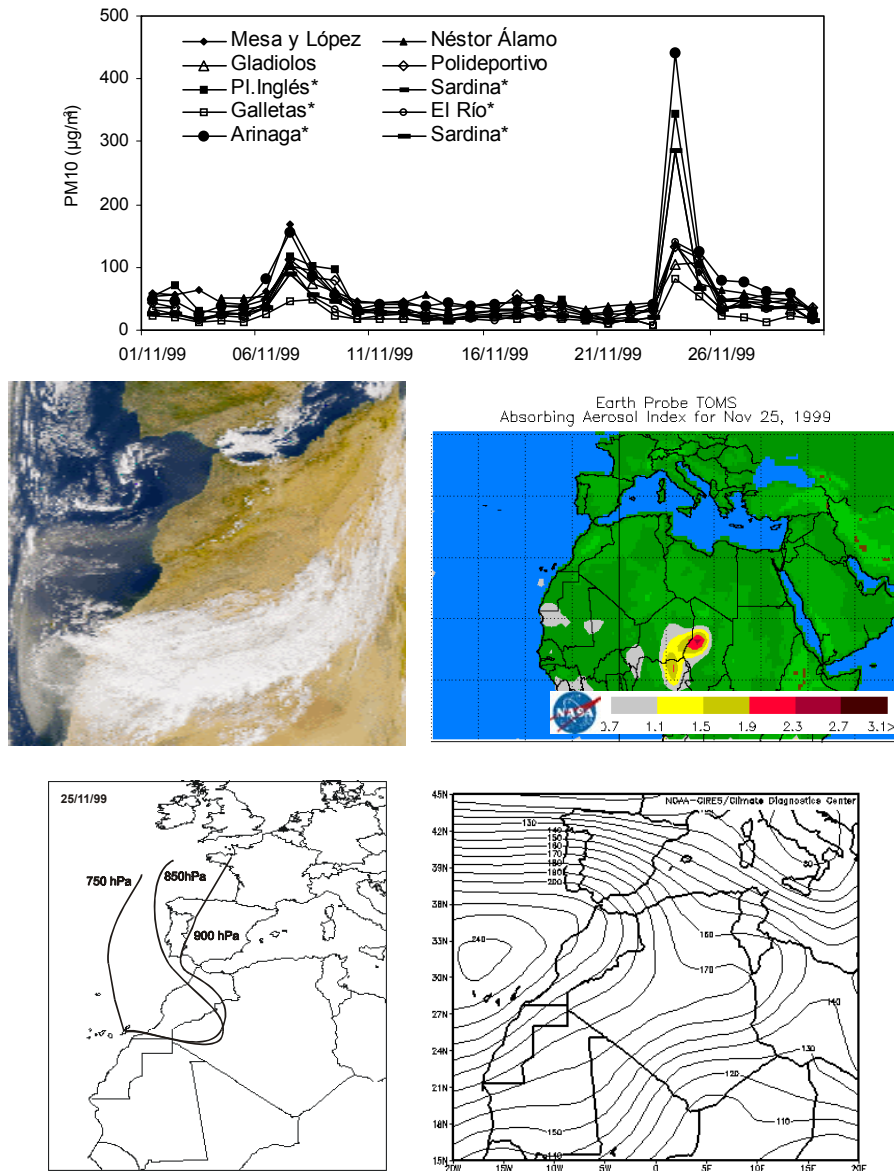 500
400
300
200
100
0
PM10 (µg/m³)
Mesa y López
Néstor Álamo
Gladiolos
Polideportivo
Pl.Inglés*
Sardina*
Galletas*
El Río*
Arinaga*
Sardina*
01/11/99 06/11/99 11/11/99 16/11/99 21/11/99 26/11/99
Earth Probe TOMS
Absorbing Aerosol Index for Nov 25, 1999
NASA
0.7 1.1 1.5 1.9 2.3 2.7 3.1>
25/11/99
750 hPa
850hPa
900 hPa
NOAA-CIRES/Climate Diagnostics Center
45N
42N
39N
36N
33N
30N
27N
24N
21N
18N
15N
130
140
150
160
170
180
190
200
240
160
170
140
130
120
110
150
20W 15W 10W 5W 0 5E 10E 15E 20E